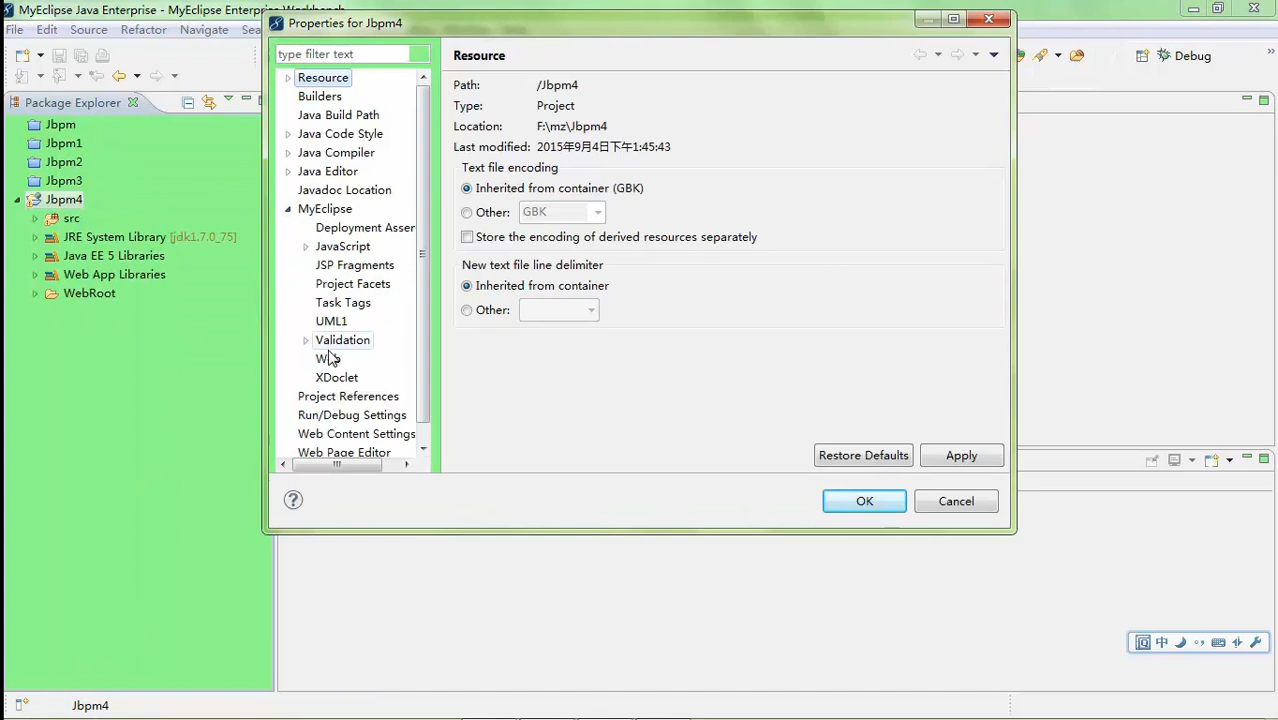 MyEclipse Java Enterprise - MyEclipse Enterprise Workbench
Properties for Jbpm4
File Edit Source Refactor Navigate Sea
type filter text
Resource
Debug
Package Explorer
Jbpm
Jbpm1
Jbpm2
Jbpm3
Jbpm4
src
JRE System Library [jdk1.7.0_75]
Java EE 5 Libraries
Web App Libraries
WebRoot
Resource
Builders
Java Build Path
Java Code Style
Java Compiler
Java Editor
Javadoc Location
MyEclipse
Deployment Assem
JavaScript
JSP Fragments
Project Facets
Task Tags
UML1
Validation
XDoclet
Project References
Run/Debug Settings
Web Content Settings
Web Page Editor
Path: /Jbpm4
Type: Project
Location: F:\mz\Jbpm4
Last modified: 2015年9月4日下午1:45:43
Text file encoding
Inherited from container (GBK)
Other: GBK
Store the encoding of derived resources separately
New text file line delimiter
Inherited from container
Other:
Restore Defaults Apply
OK Cancel
中
Jbpm4